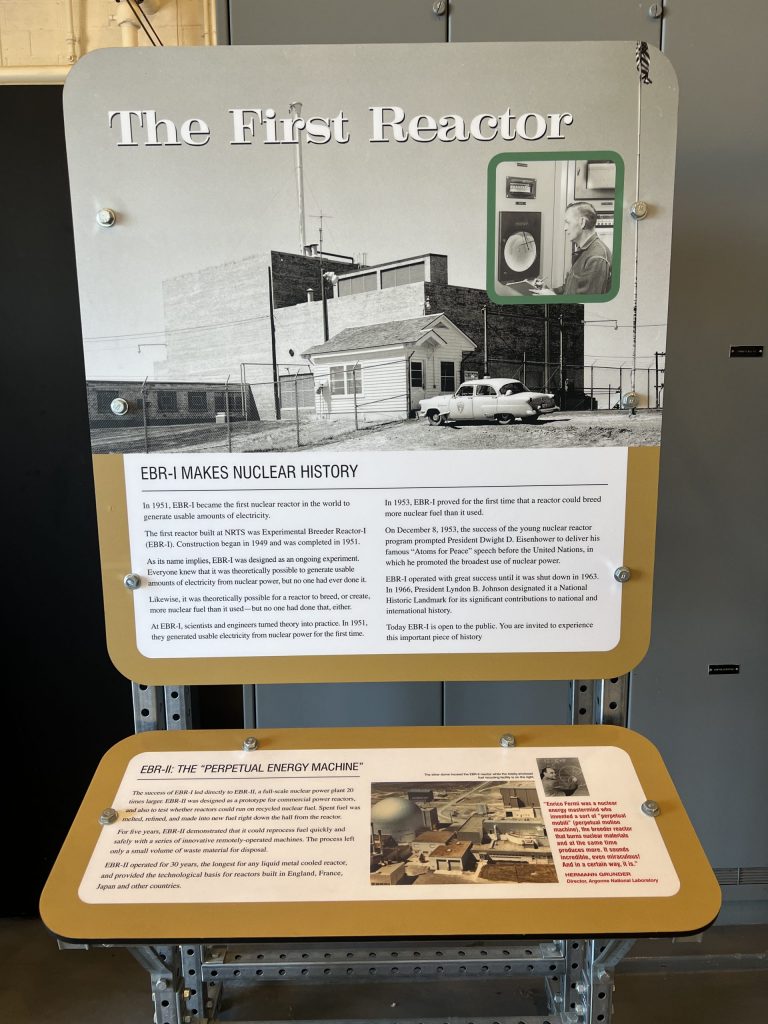 The First Reactor
EBR-I MAKES NUCLEAR HISTORY
In 1951, EBR-I became the first nuclear reactor in the world to
generate usable amounts of electricity.
The first reactor built at NRTS was Experimental Breeder Reactor-I
(EBR-I). Construction began in 1949 and was completed in 1951.
As its name implies, EBR-I was designed as an ongoing experiment.
Everyone knew that it was theoretically possible to generate usable
amounts of electricity from nuclear power, but no one had ever done it.
Likewise, it was theoretically possible for a reactor to breed, or create,
more nuclear fuel than it used—but no one had done that, either.
At EBR-I, scientists and engineers turned theory into practice. In 1951,
they generated usable electricity from nuclear power for the first time.
In 1953, EBR-I proved for the first time that a reactor could breed
more nuclear fuel than it used.
On December 8, 1953, the success of the young nuclear reactor
program prompted President Dwight D. Eisenhower to deliver his
famous “Atoms for Peace” speech before the United Nations, in
which he promoted the broadest use of nuclear power.
EBR-I operated with great success until it was shut down in 1963.
In 1966, President Lyndon B. Johnson designated it a National
Historic Landmark for its significant contributions to national and
international history.
Today EBR-I is open to the public. You are invited to experience
this important piece of history
EBR-II: THE “PERPETUAL ENERGY MACHINE”
The success of EBR-I led directly to EBR-II, a full-scale nuclear power plant 20
times larger. EBR-II was designed as a prototype for commercial power reactors,
and also to test whether reactors could run on recycled nuclear fuel. Spent fuel was
melted, refined, and made into new fuel right down the hall from the reactor.
For five years, EBR-II demonstrated that it could reprocess fuel quickly and
safely with a series of innovative remotely-operated machines. The process left
only a small volume of waste material for disposal.
EBR-II operated for 30 years, the longest for any liquid metal cooled reactor,
and provided the technological basis for reactors built in England, France,
Japan and other countries.
The silver dome housed the EBR-II reactor while the
fuel recycling facility is on the right.
"Enrico Fermi was a nuclear
energy mastermind who
invented a sort of "perpetual
mobili" (perpetual motion
machine), the breeder reactor
that burns nuclear materials
and at the same time
produces more. It sounds
incredible, even miraculous!
And in a certain way, it is."
HERMANN GRUNDER
Director, Argonne National Laboratory